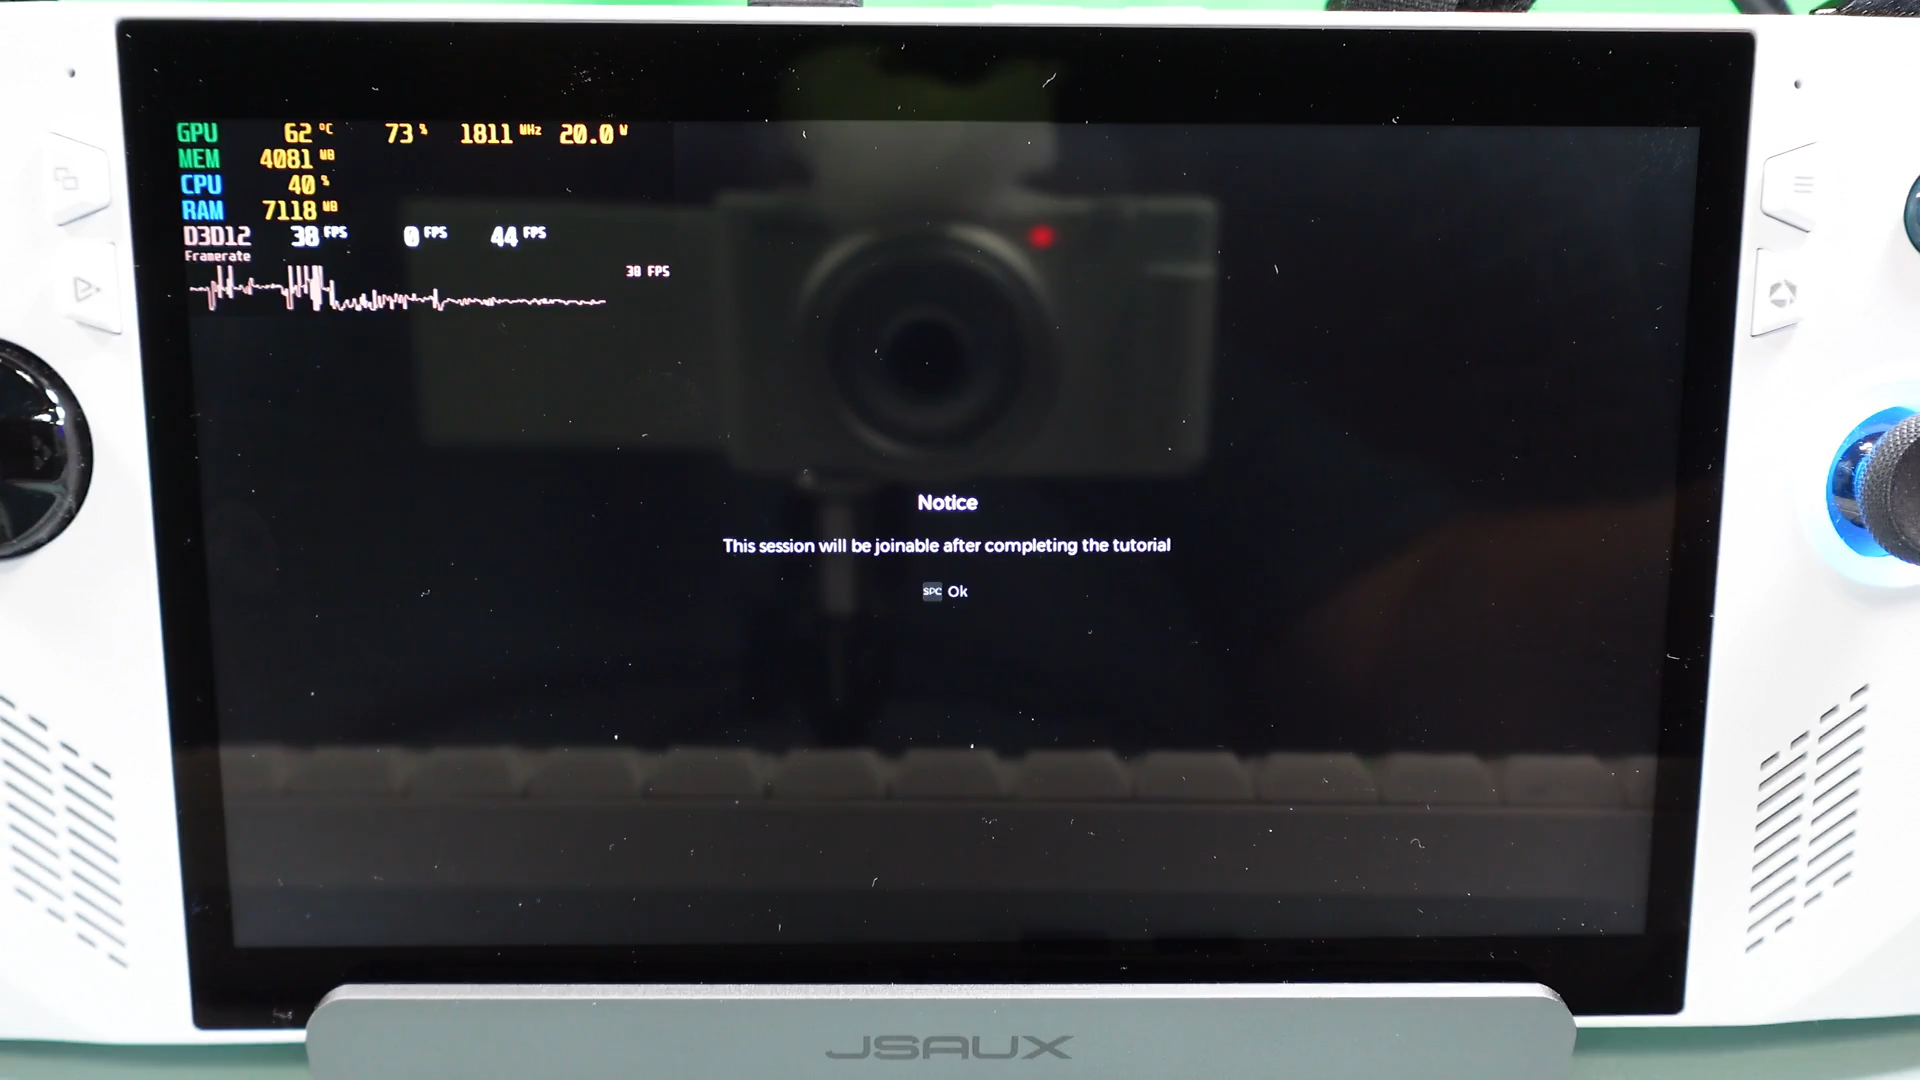 GPU 62 °C 73 % 1811 MHz 20.0 W
MEM 4081 MB
CPU 40 %
RAM 7118 MB
D3D12 38 FPS 0 FPS 44 FPS
Framerate
38 FPS
Notice
This session will be joinable after completing the tutorial
SPC Ok
JSAUX